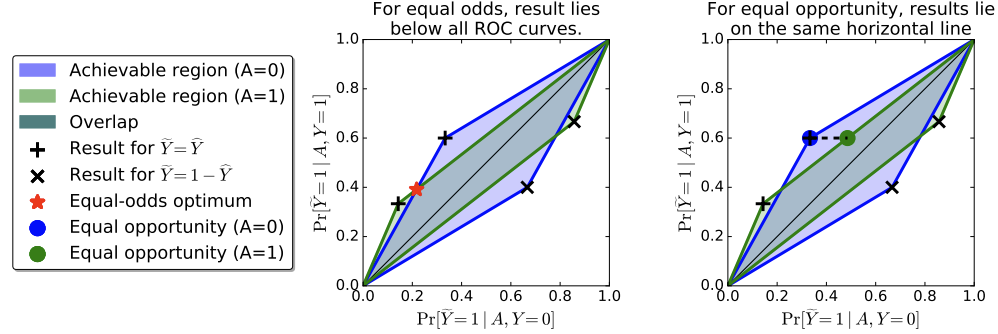 Achievable region (A=0)
Achievable region (A=1)
Overlap
Result for Ỹ=Ŷ
Result for Ỹ=1−Ŷ
Equal-odds optimum
Equal opportunity (A=0)
Equal opportunity (A=1)
For equal odds, result lies
below all ROC curves.
Pr[Ỹ=1 | A, Y=1]
1.0
0.8
0.6
0.4
0.2
0.0
0.0 0.2 0.4 0.6 0.8 1.0
Pr[Ỹ=1 | A, Y=0]
For equal opportunity, results lie
on the same horizontal line
Pr[Ỹ=1 | A, Y=1]
1.0
0.8
0.6
0.4
0.2
0.0
0.0 0.2 0.4 0.6 0.8 1.0
Pr[Ỹ=1 | A, Y=0]